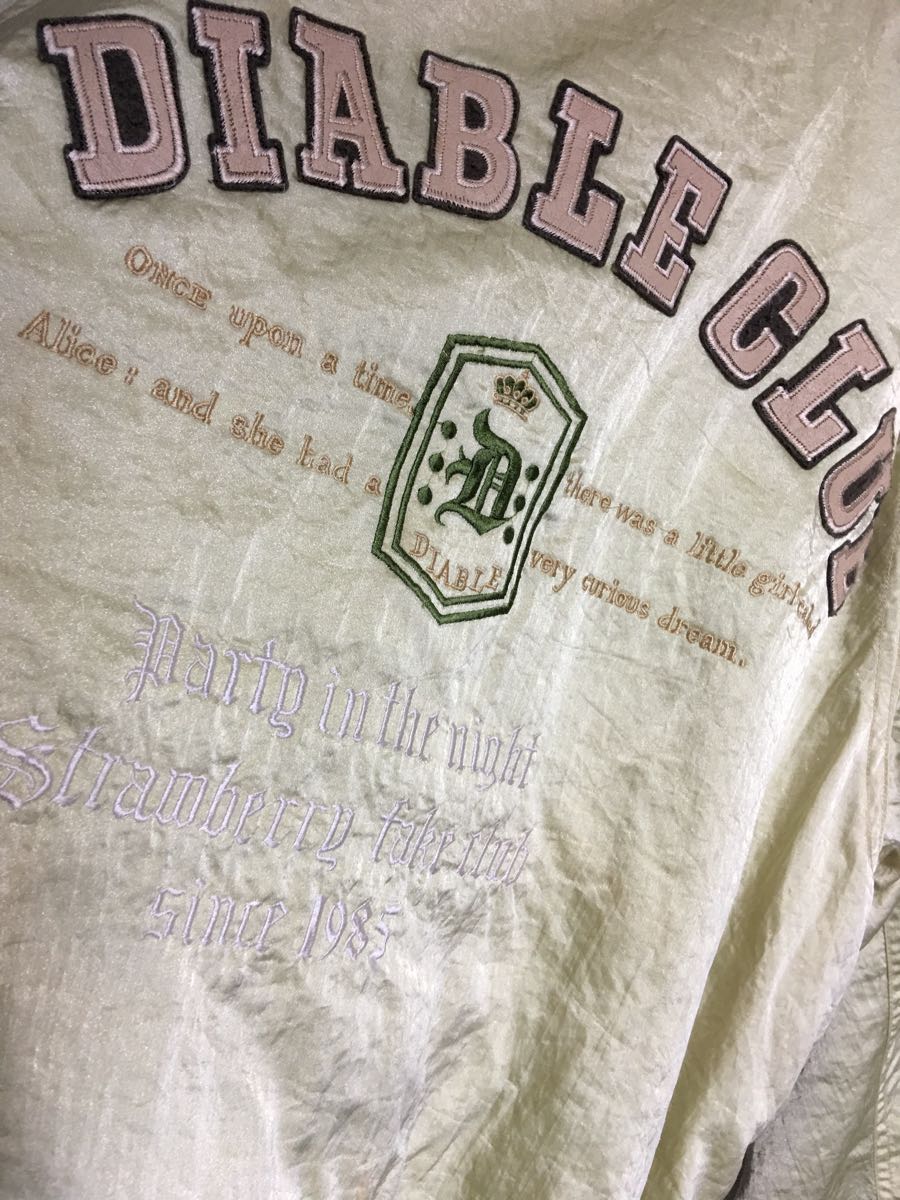 DIABLE CLUB
ONCE upon a time, there was a little girl called
Alice : and she had a very curious dream.
D
DIABLE
Party in the night
Strawberry fake club
since 1985